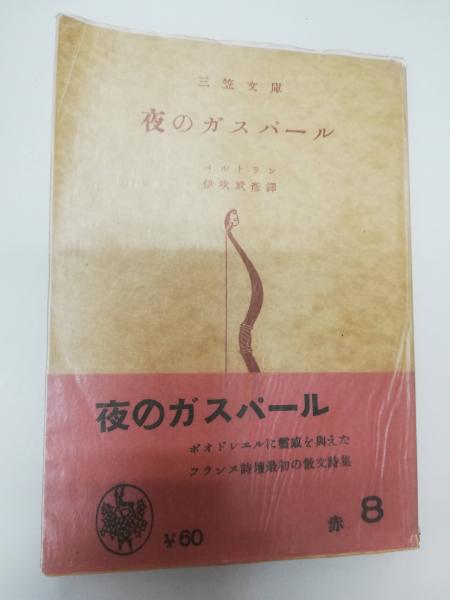 三笠文庫
夜のガスパール
ベルトラン
伊吹武彦譯
夜のガスパール
ボオドレエルに靈感を與えた
フランス詩壇最初の散文詩集
¥60
赤 8